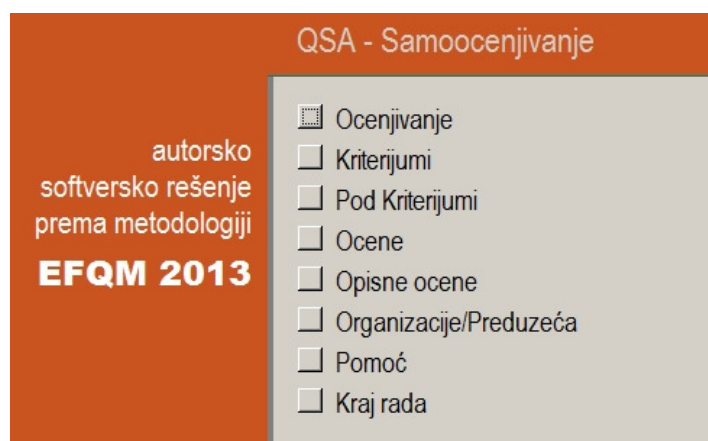 QSA - Samoocenjivanje
autorsko
softversko rešenje
prema metodologiji
EFQM 2013
Ocenjivanje
Kriterijumi
Pod Kriterijumi
Ocene
Opisne ocene
Organizacije/Preduzeća
Pomoć
Kraj rada